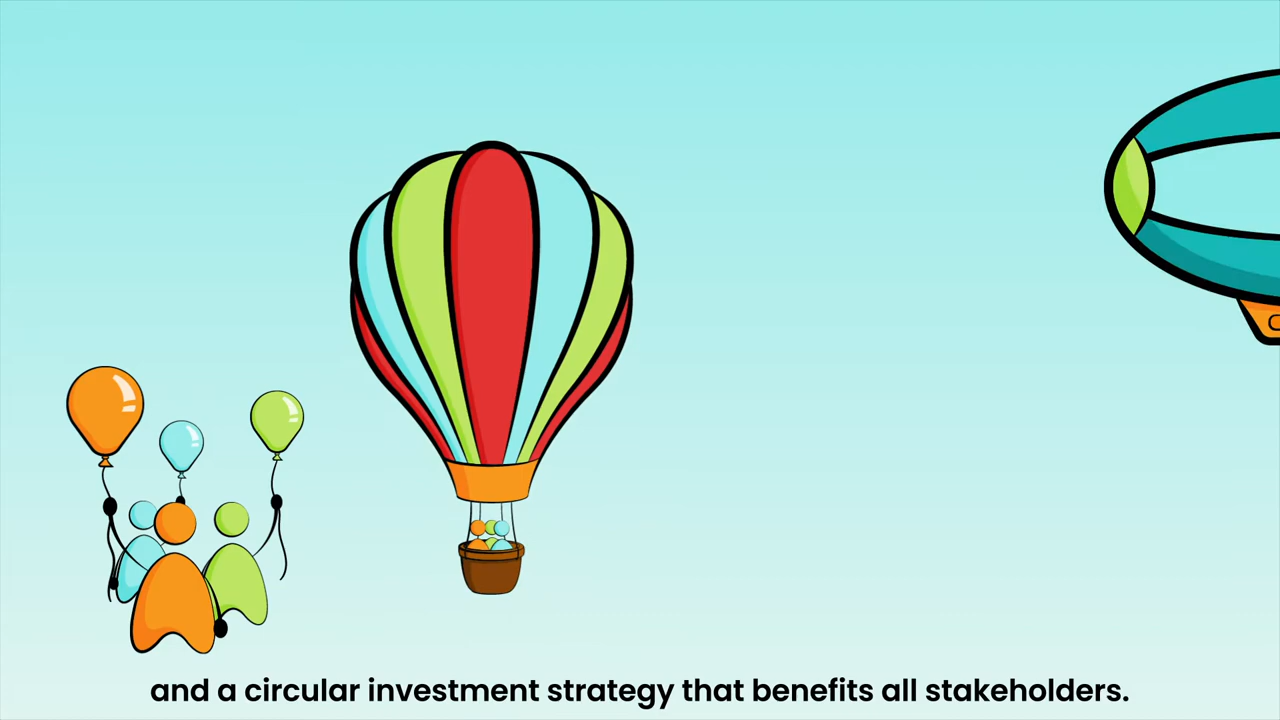 and a circular investment strategy that benefits all stakeholders.